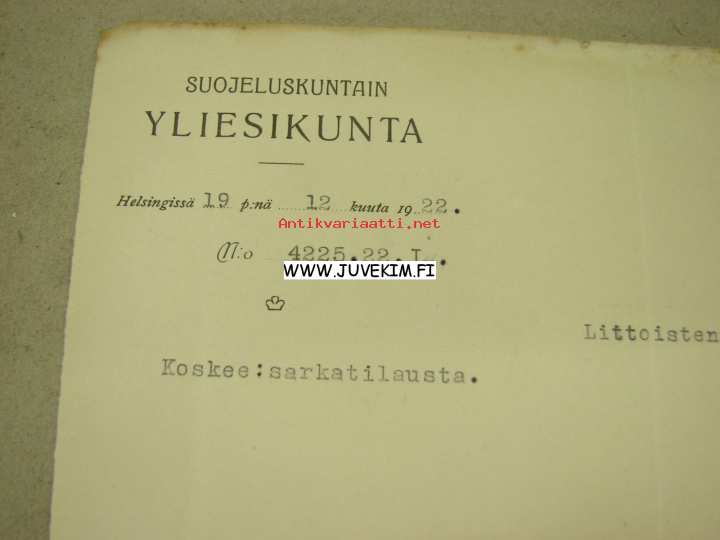 SUOJELUSKUNTAIN
YLIESIKUNTA
Helsingissä 19 p:nä 12 kuuta 1922.
Antikvariaatti.net
N:o 4225.22.I.
WWW.JUVEKIM.FI
Littoisten
Koskee:sarkatilausta.